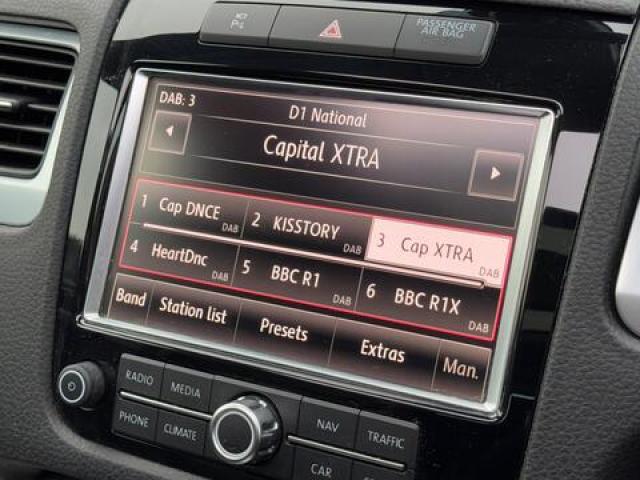 P
PASSENGER
AIR BAG
DAB: 3
D1 National
Capital XTRA
1 Cap DNCE DAB
2 KISSTORY DAB
3 Cap XTRA DAB
4 HeartDnc DAB
5 BBC R1 DAB
6 BBC R1X DAB
Band Station list Presets Extras Man.
RADIO MEDIA
NAV TRAFFIC
PHONE CLIMATE
CAR